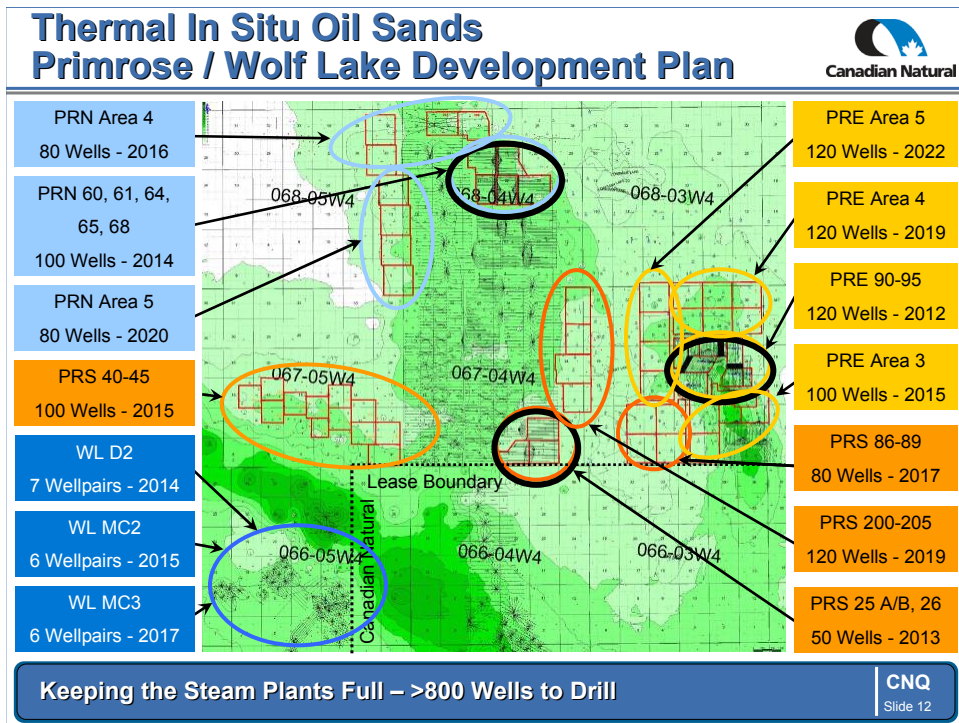 Thermal In Situ Oil Sands
Primrose / Wolf Lake Development Plan
Canadian Natural
PRN Area 4
80 Wells - 2016
PRN 60, 61, 64,
65, 68
100 Wells - 2014
PRN Area 5
80 Wells - 2020
PRS 40-45
100 Wells - 2015
WL D2
7 Wellpairs - 2014
WL MC2
6 Wellpairs - 2015
WL MC3
6 Wellpairs - 2017
068-05W4
068-04W4
068-03W4
067-05W4
067-04W4
Lease Boundary
Canadian Natural
066-05W4
066-04W4
066-03W4
PRE Area 5
120 Wells - 2022
PRE Area 4
120 Wells - 2019
PRE 90-95
120 Wells - 2012
PRE Area 3
100 Wells - 2015
PRS 86-89
80 Wells - 2017
PRS 200-205
120 Wells - 2019
PRS 25 A/B, 26
50 Wells - 2013
Keeping the Steam Plants Full – >800 Wells to Drill
CNQ
Slide 12